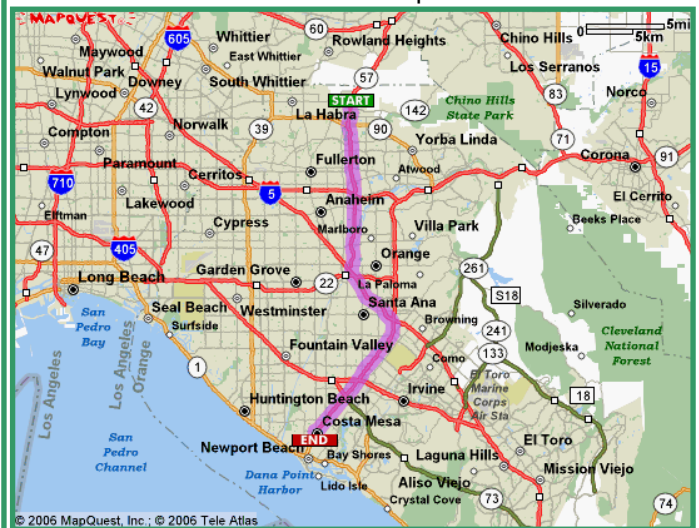 MAPQUEST
605
Whittier
60
Rowland Heights
Chino Hills
0 5mi
5km
Maywood
East Whittier
Los Serranos
15
Walnut Park
Downey
South Whittier
57
83
Norco
Lynwood
42
START
142
Chino Hills
State Park
La Habra
Compton
Norwalk
39
90
Yorba Linda
71
Fullerton
Paramount
Cerritos
Atwood
Corona
91
710
5
Lakewood
Anaheim
El Cerrito
Elftman
Cypress
Marlboro
Villa Park
Beeks Place
47
405
Orange
Garden Grove
261
Long Beach
22
La Paloma
S18
San
Pedro
Bay
Seal Beach
Westminster
Santa Ana
Silverado
Surfside
Browning
241
Cleveland
National
Forest
Los Angeles
Orange
Fountain Valley
133
Modjeska
1
Como
Los Angeles
El Toro
Marine
Corps
Air Sta
Irvine
18
Huntington Beach
Costa Mesa
San
Pedro
Channel
END
Newport Beach
El Toro
Bay Shores
Laguna Hills
Mission Viejo
Dana Point
Harbor
Lido Isle
Aliso Viejo
Crystal Cove
73
74
© 2006 MapQuest, Inc.; © 2006 Tele Atlas